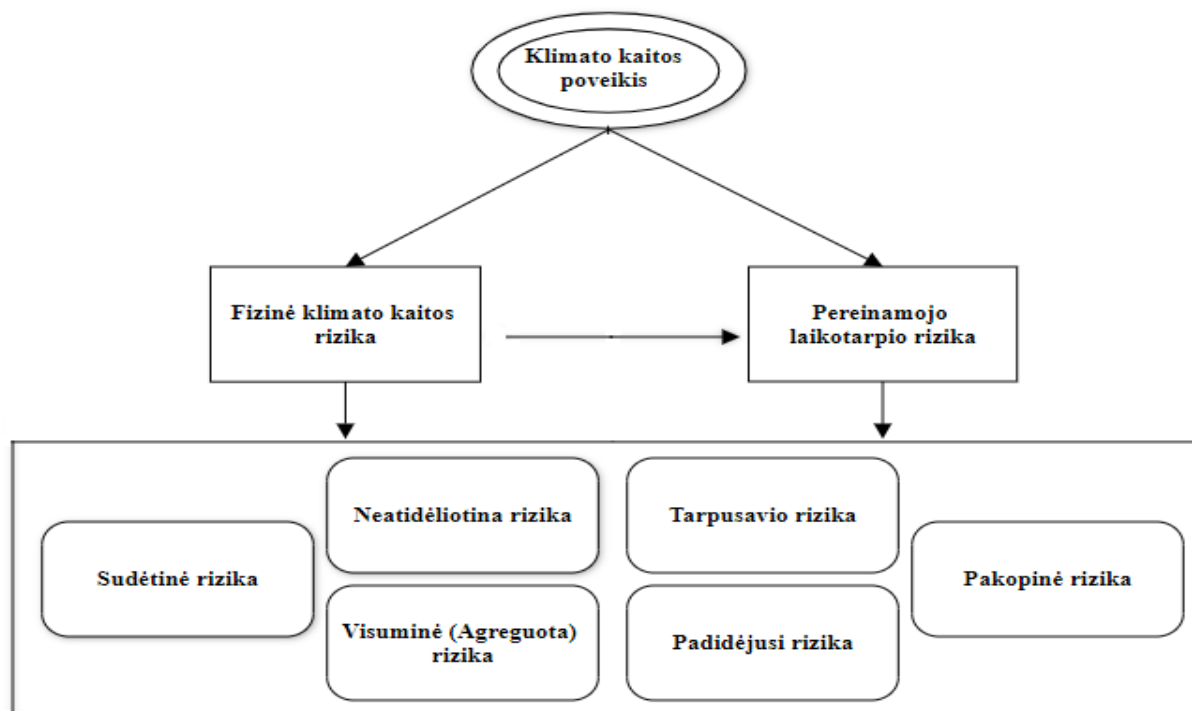 Klimato kaitos
poveikis
Fizinė klimato kaitos
rizika
Pereinamojo
laikotarpio rizika
Neatidėliotina rizika
Tarpusavio rizika
Sudėtinė rizika
Pakopinė rizika
Visuminė (Agreguota)
rizika
Padidėjusi rizika